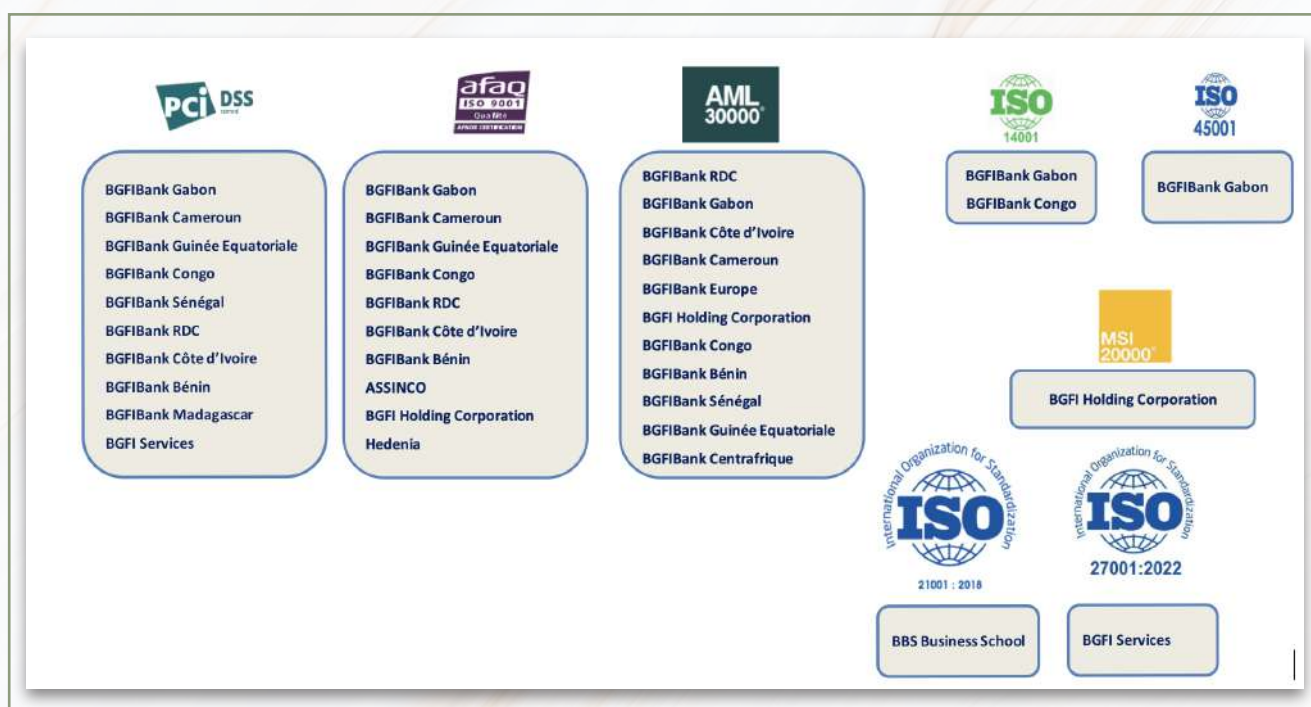 PCI DSS
BGFIBank Gabon
BGFIBank Cameroun
BGFIBank Guinée Equatoriale
BGFIBank Congo
BGFIBank Sénégal
BGFIBank RDC
BGFIBank Côte d'Ivoire
BGFIBank Bénin
BGFIBank Madagascar
BGFI Services
afaq
ISO 9001
Qualité
AFNOR CERTIFICATION
BGFIBank Gabon
BGFIBank Cameroun
BGFIBank Guinée Equatoriale
BGFIBank Congo
BGFIBank RDC
BGFIBank Côte d'Ivoire
BGFIBank Bénin
ASSINCO
BGFI Holding Corporation
Hedenia
AML
30000®
BGFIBank RDC
BGFIBank Gabon
BGFIBank Côte d'Ivoire
BGFIBank Cameroun
BGFIBank Europe
BGFI Holding Corporation
BGFIBank Congo
BGFIBank Bénin
BGFIBank Sénégal
BGFIBank Guinée Equatoriale
BGFIBank Centrafrique
ISO
14001
BGFIBank Gabon
BGFIBank Congo
ISO
45001
BGFIBank Gabon
MSI
20000®
BGFI Holding Corporation
International Organization for Standardization
ISO
21001 : 2018
BBS Business School
International Organization for Standardization
ISO
27001:2022
BGFI Services